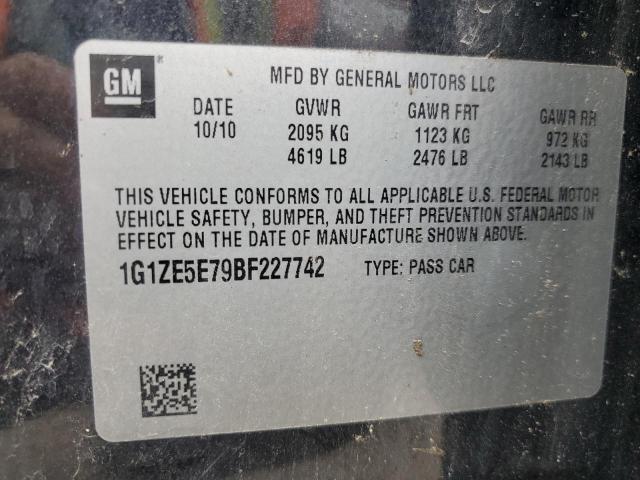 GM
MFD BY GENERAL MOTORS LLC
DATE GVWR GAWR FRT GAWR RR
10/10 2095 KG 1123 KG 972 KG
4619 LB 2476 LB 2143 LB
THIS VEHICLE CONFORMS TO ALL APPLICABLE U.S. FEDERAL MOTOR
VEHICLE SAFETY, BUMPER, AND THEFT PREVENTION STANDARDS IN
EFFECT ON THE DATE OF MANUFACTURE SHOWN ABOVE.
1G1ZE5E79BF227742 TYPE: PASS CAR